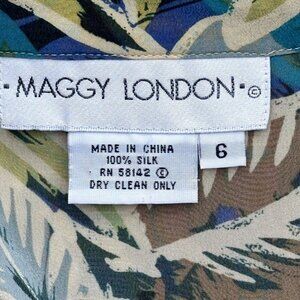 · MAGGY LONDON · ©
MADE IN CHINA
100% SILK
RN 58142 ©
DRY CLEAN ONLY
6